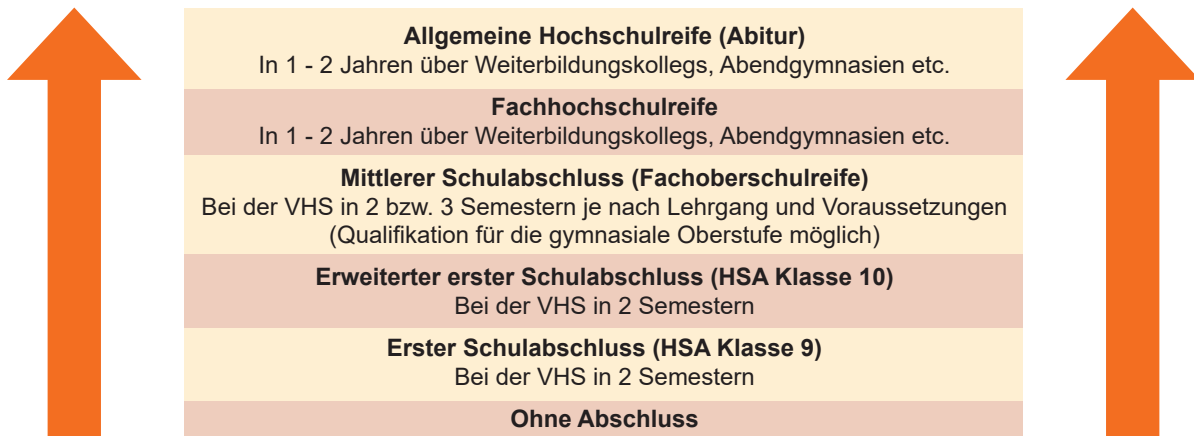 Allgemeine Hochschulreife (Abitur)
In 1 - 2 Jahren über Weiterbildungskollegs, Abendgymnasien etc.
Fachhochschulreife
In 1 - 2 Jahren über Weiterbildungskollegs, Abendgymnasien etc.
Mittlerer Schulabschluss (Fachoberschulreife)
Bei der VHS in 2 bzw. 3 Semestern je nach Lehrgang und Voraussetzungen
(Qualifikation für die gymnasiale Oberstufe möglich)
Erweiterter erster Schulabschluss (HSA Klasse 10)
Bei der VHS in 2 Semestern
Erster Schulabschluss (HSA Klasse 9)
Bei der VHS in 2 Semestern
Ohne Abschluss